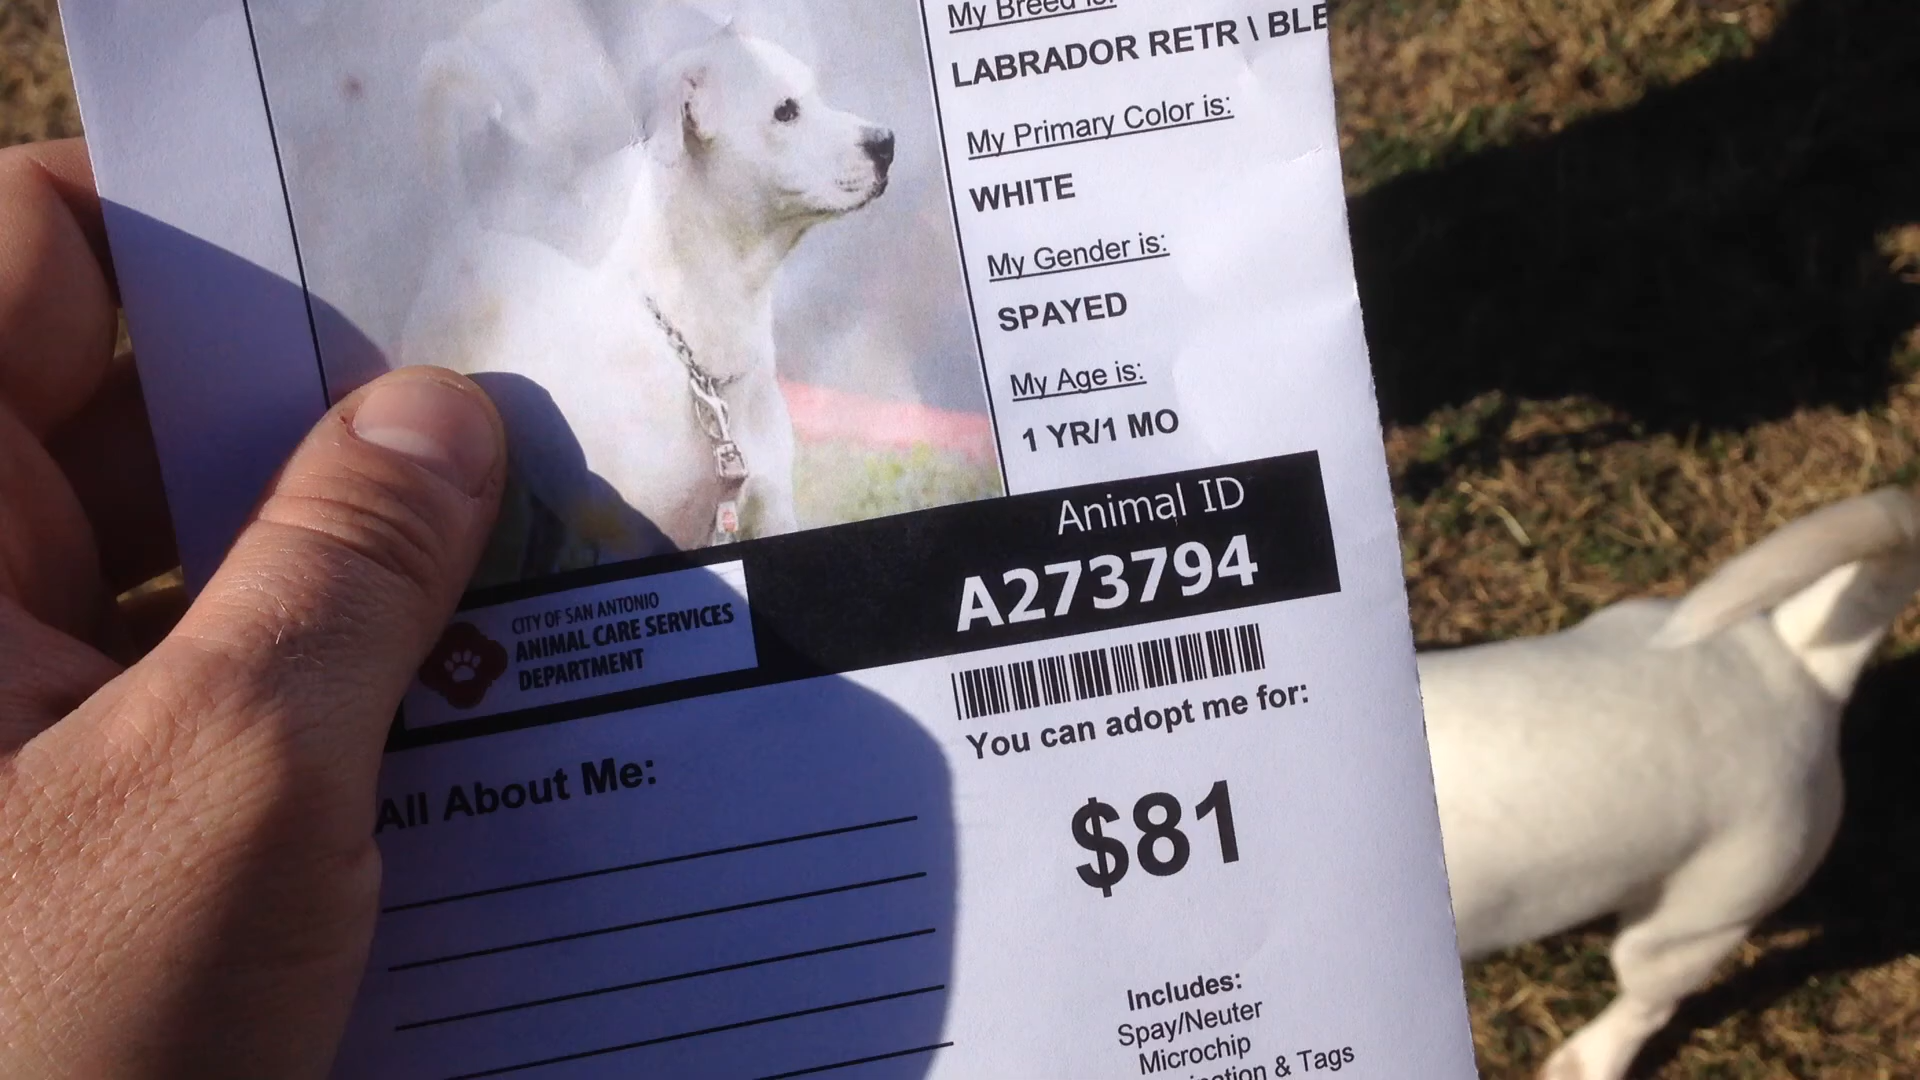 My Breed is:
LABRADOR RETR \ BLE
My Primary Color is:
WHITE
My Gender is:
SPAYED
My Age is:
1 YR/1 MO
Animal ID
A273794
CITY OF SAN ANTONIO
ANIMAL CARE SERVICES
DEPARTMENT
You can adopt me for:
$81
All About Me:
Includes:
Spay/Neuter
Microchip
& Tags